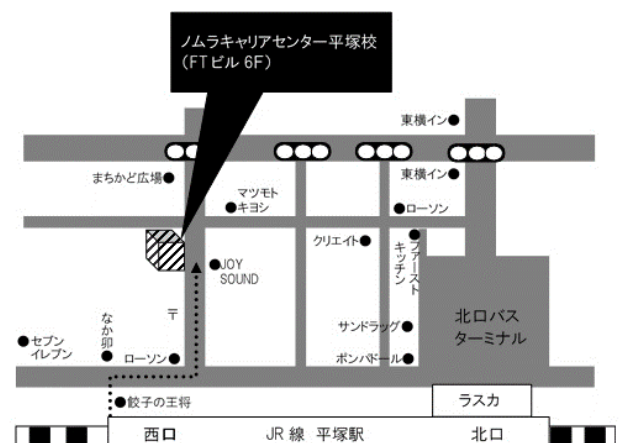 ノムラキャリアセンター平塚校
（FTビル 6F）
東横イン
東横イン
まちかど広場
マツモト
キヨシ
ローソン
クリエイト
ファースト
キッチン
JOY
SOUND
北口バス
ターミナル
〒
なか卯
サンドラッグ
セブン
イレブン
ローソン
ポンパドール
餃子の王将
ラスカ
西口
JR線 平塚駅
北口